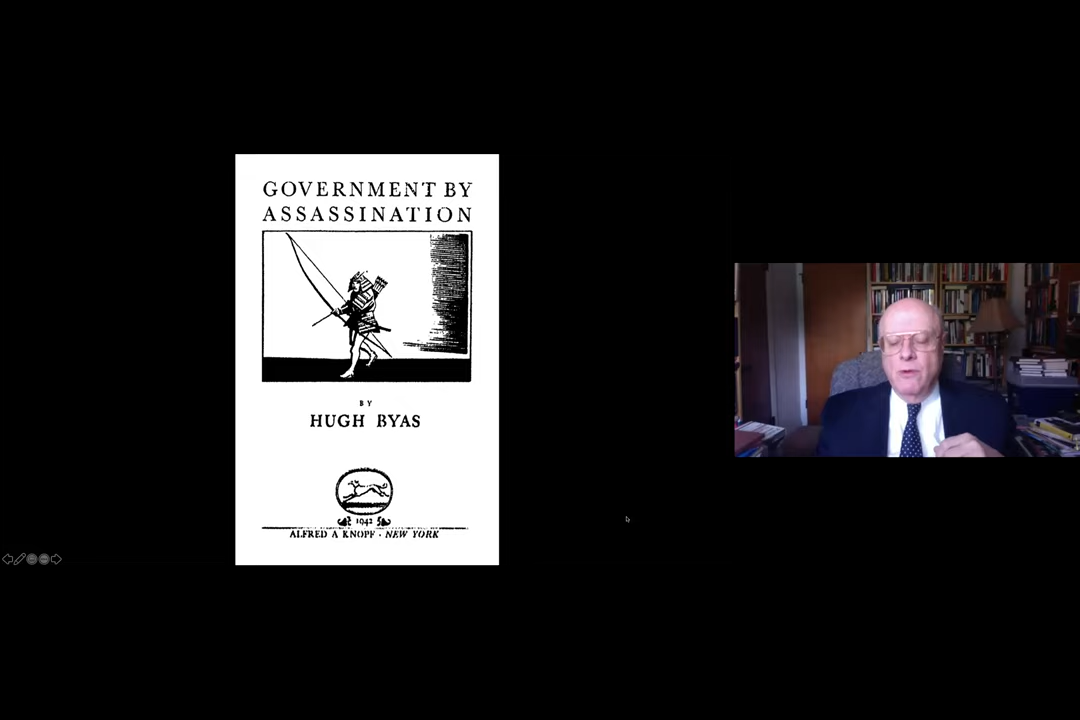 GOVERNMENT BY
ASSASSINATION
BY
HUGH BYAS
1942
ALFRED A KNOPF · NEW YORK